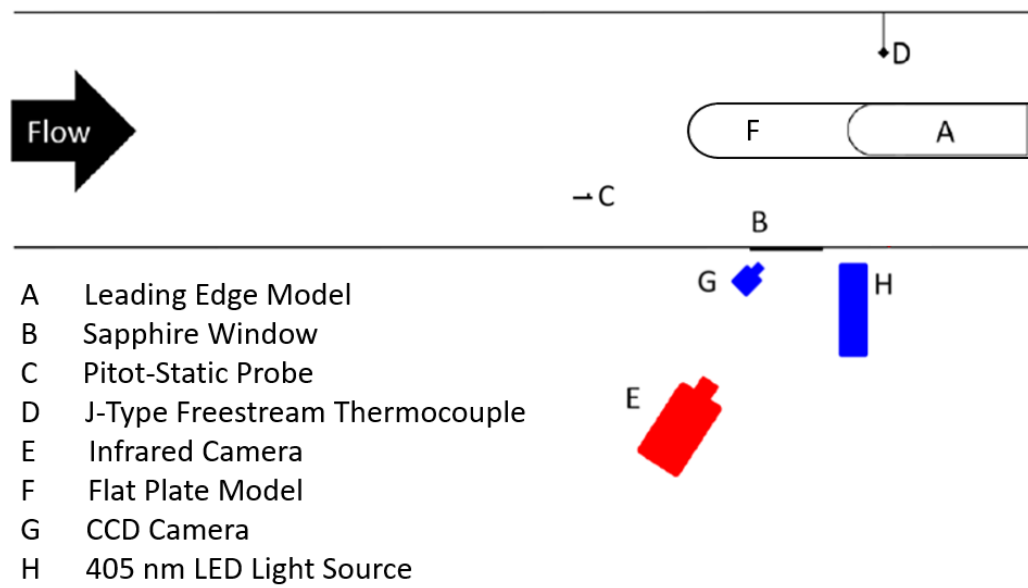 D
Flow
F
A
C
B
G
H
E
A Leading Edge Model
B Sapphire Window
C Pitot-Static Probe
D J-Type Freestream Thermocouple
E Infrared Camera
F Flat Plate Model
G CCD Camera
H 405 nm LED Light Source